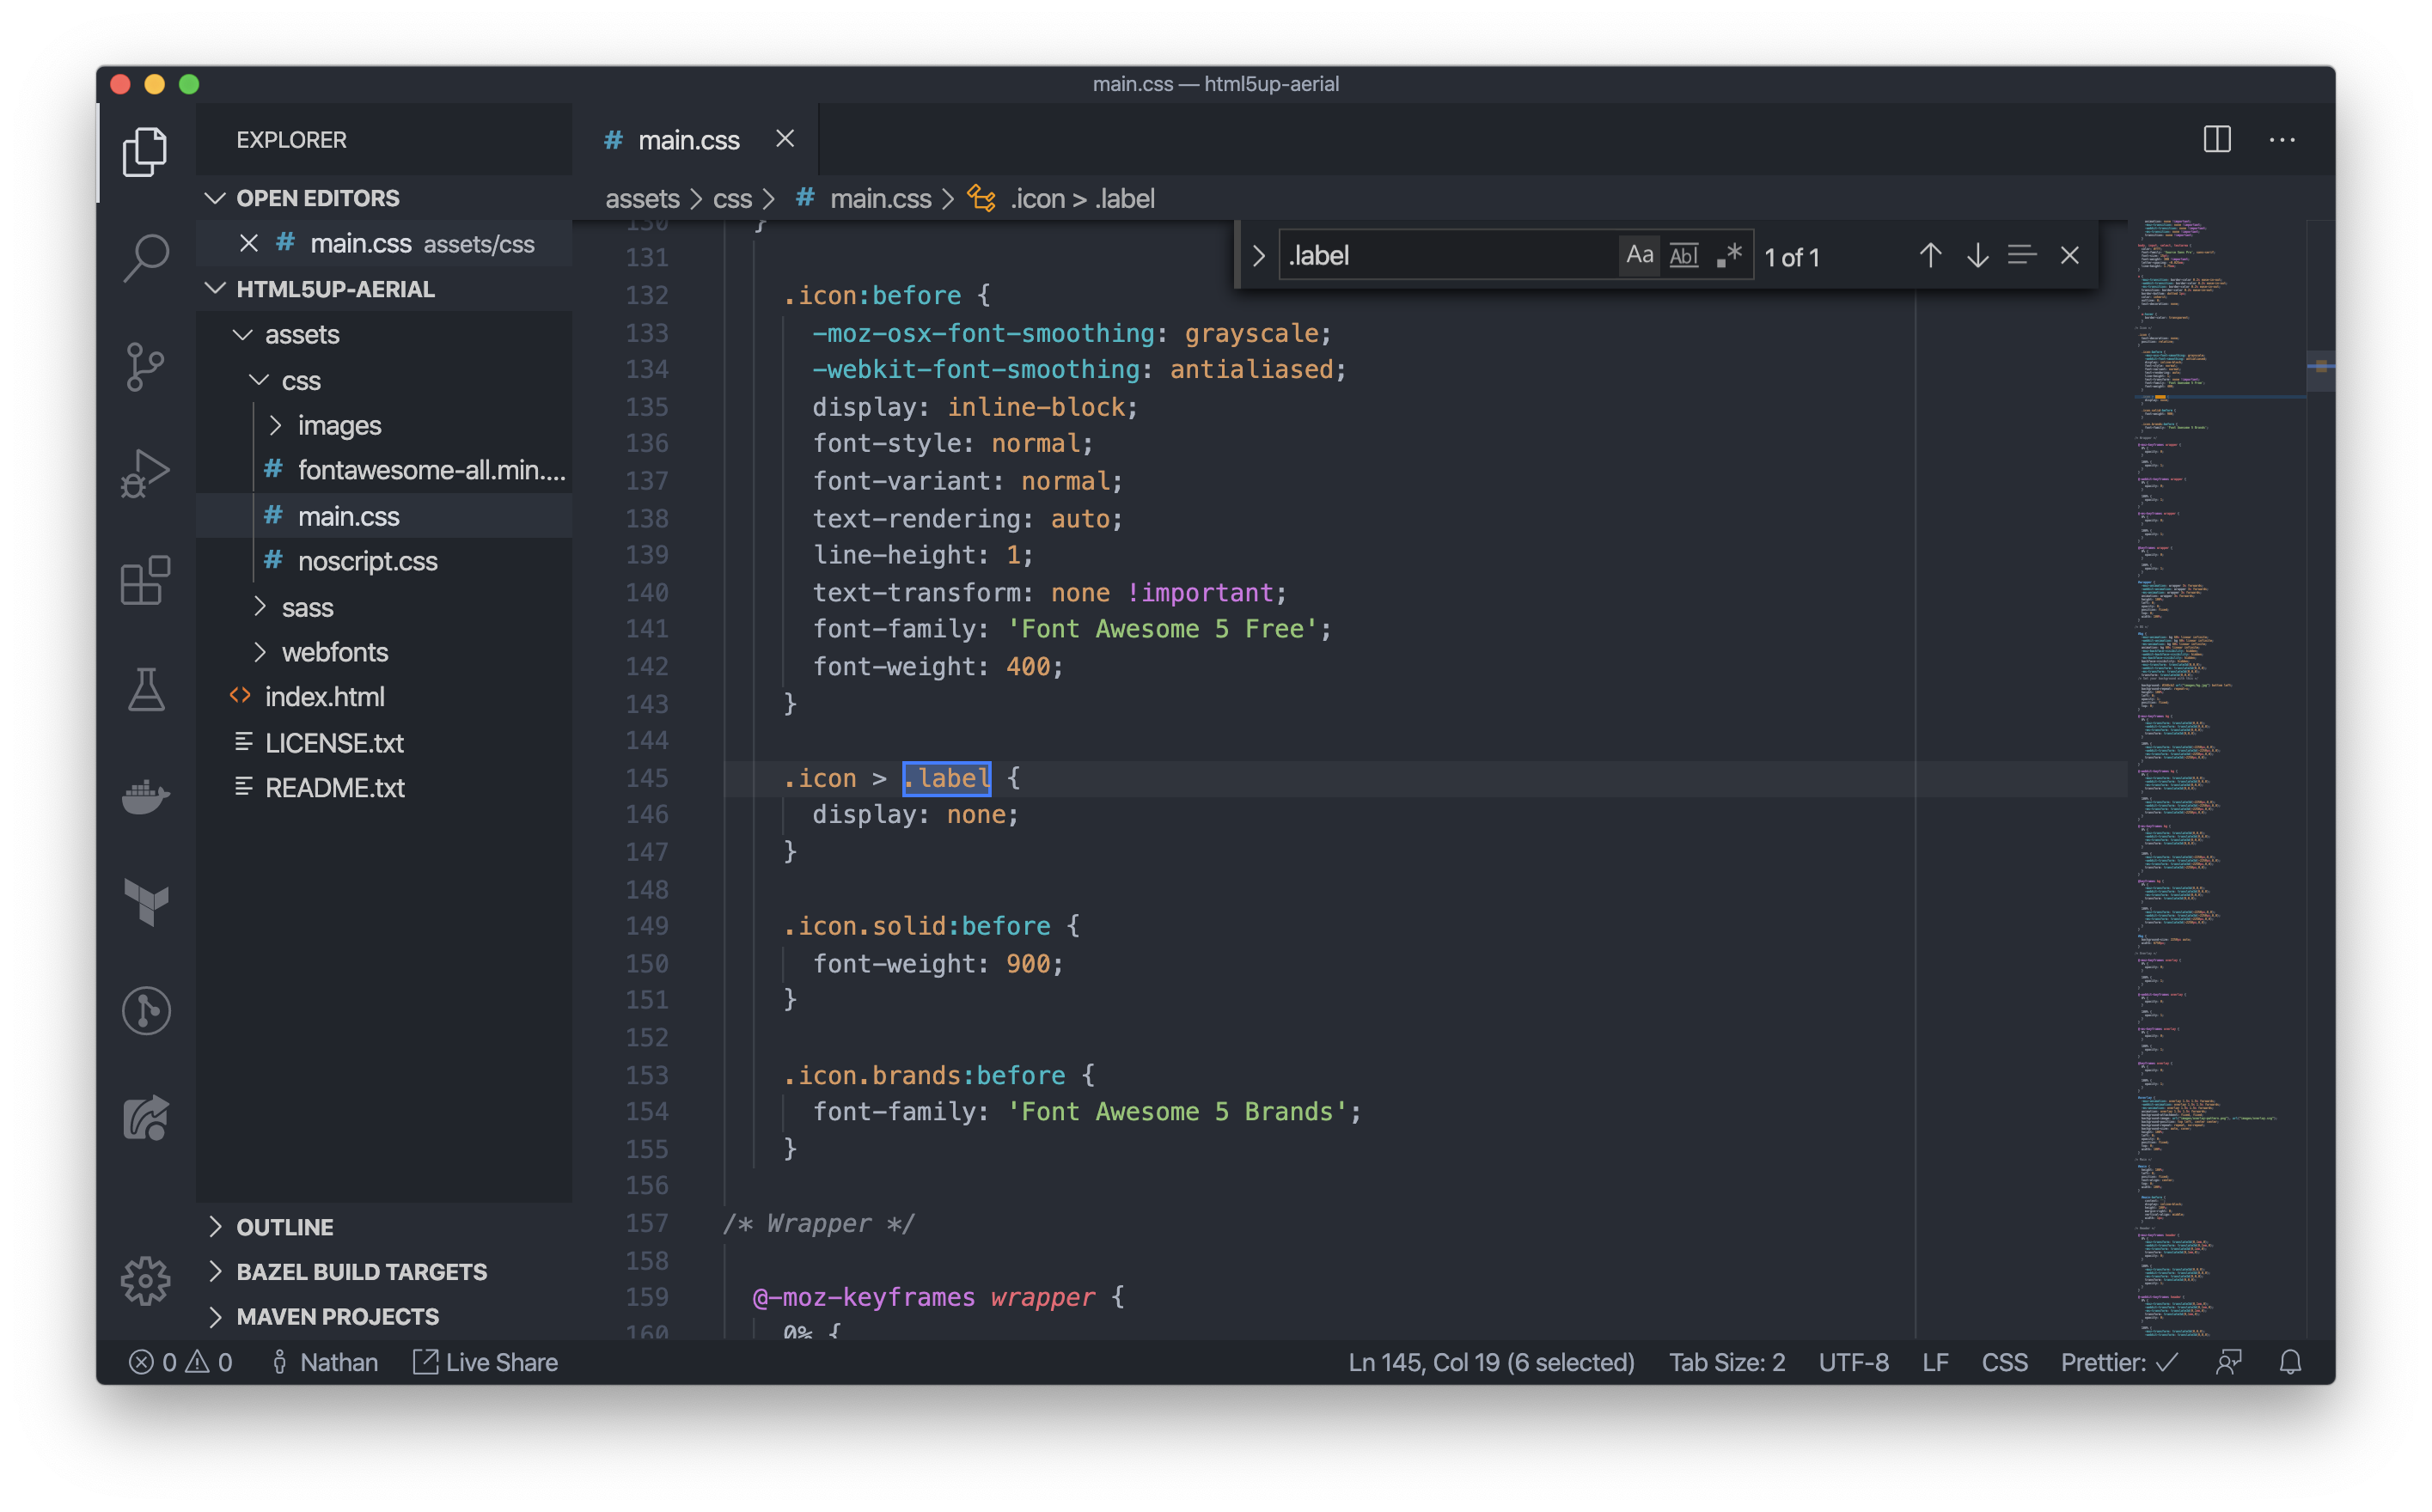 main.css — html5up-aerial
EXPLORER
OPEN EDITORS
main.css assets/css
HTML5UP-AERIAL
assets
css
images
fontawesome-all.min....
main.css
noscript.css
sass
webfonts
index.html
LICENSE.txt
README.txt
OUTLINE
BAZEL BUILD TARGETS
MAVEN PROJECTS
# main.css
assets > css > # main.css > .icon > .label
.label Aa Abl .* 1 of 1
130 }
131
132 .icon:before {
133 -moz-osx-font-smoothing: grayscale;
134 -webkit-font-smoothing: antialiased;
135 display: inline-block;
136 font-style: normal;
137 font-variant: normal;
138 text-rendering: auto;
139 line-height: 1;
140 text-transform: none !important;
141 font-family: 'Font Awesome 5 Free';
142 font-weight: 400;
143 }
144
145 .icon > .label {
146 display: none;
147 }
148
149 .icon.solid:before {
150 font-weight: 900;
151 }
152
153 .icon.brands:before {
154 font-family: 'Font Awesome 5 Brands';
155 }
156
157 /* Wrapper */
158
159 @-moz-keyframes wrapper {
160 0% {
0 0 Nathan Live Share Ln 145, Col 19 (6 selected) Tab Size: 2 UTF-8 LF CSS Prettier: ✓